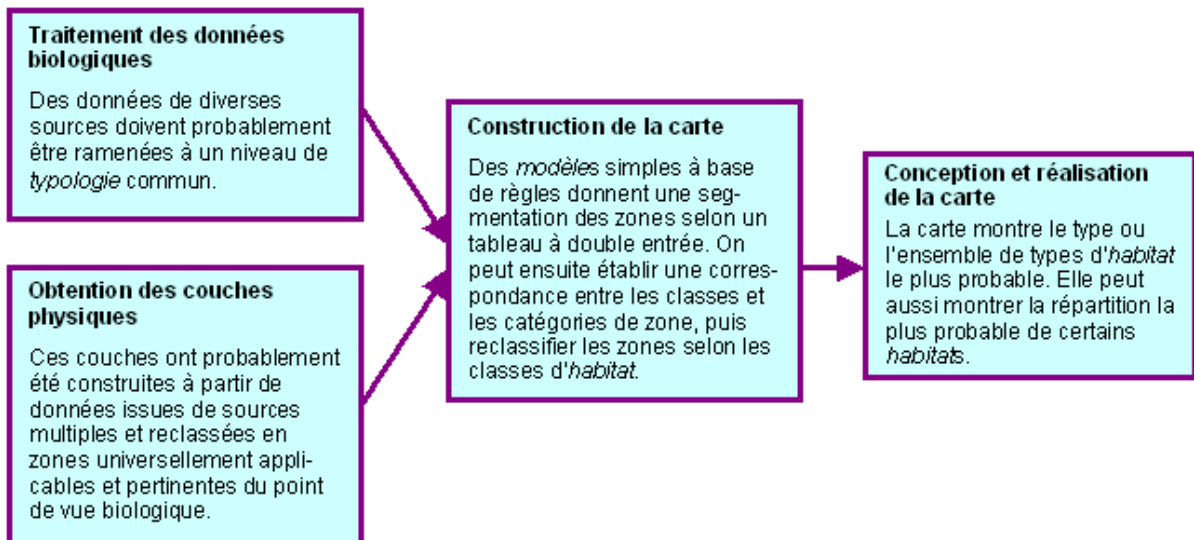 Traitement des données
biologiques
Des données de diverses
sources doivent probablement
être ramenées à un niveau de
typologie commun.
Obtention des couches
physiques
Ces couches ont probablement
été construites à partir de
données issues de sources
multiples et reclassées en
zones universellement appli-
cables et pertinentes du point
de vue biologique.
Construction de la carte
Des modèles simples à base
de règles donnent une seg-
mentation des zones selon un
tableau à double entrée. On
peut ensuite établir une corres-
pondance entre les classes et
les catégories de zone, puis
reclassifier les zones selon les
classes d'habitat.
Conception et réalisation
de la carte
La carte montre le type ou
l'ensemble de types d'habitat
le plus probable. Elle peut
aussi montrer la répartition la
plus probable de certains
habitats.